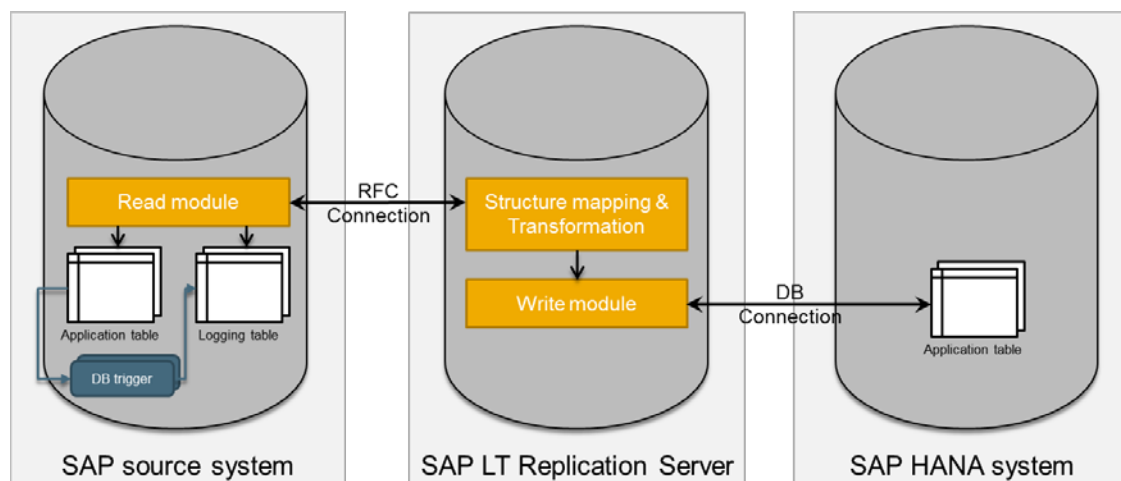 Read module
Application table
Logging table
DB trigger
SAP source system
RFC
Connection
Structure mapping &
Transformation
Write module
SAP LT Replication Server
DB
Connection
Application table
SAP HANA system